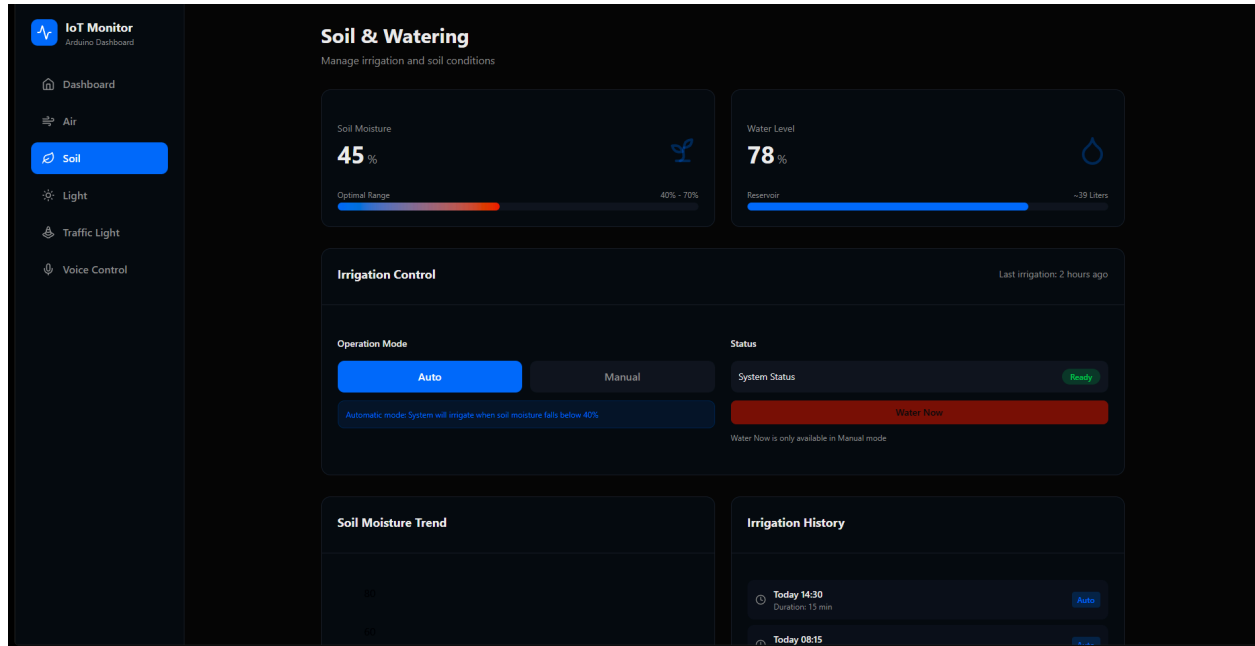 IoT Monitor
Arduino Dashboard
Dashboard
Air
Soil
Light
Traffic Light
Voice Control
Soil & Watering
Manage irrigation and soil conditions
Soil Moisture
45 %
Optimal Range
40% - 70%
Water Level
78 %
Reservoir
~39 Liters
Irrigation Control
Last irrigation: 2 hours ago
Operation Mode
Auto
Manual
Automatic mode: System will irrigate when soil moisture falls below 40%
Status
System Status
Ready
Water Now
Water Now is only available in Manual mode
Soil Moisture Trend
Irrigation History
Today 14:30
Duration: 15 min
Auto
Today 08:15